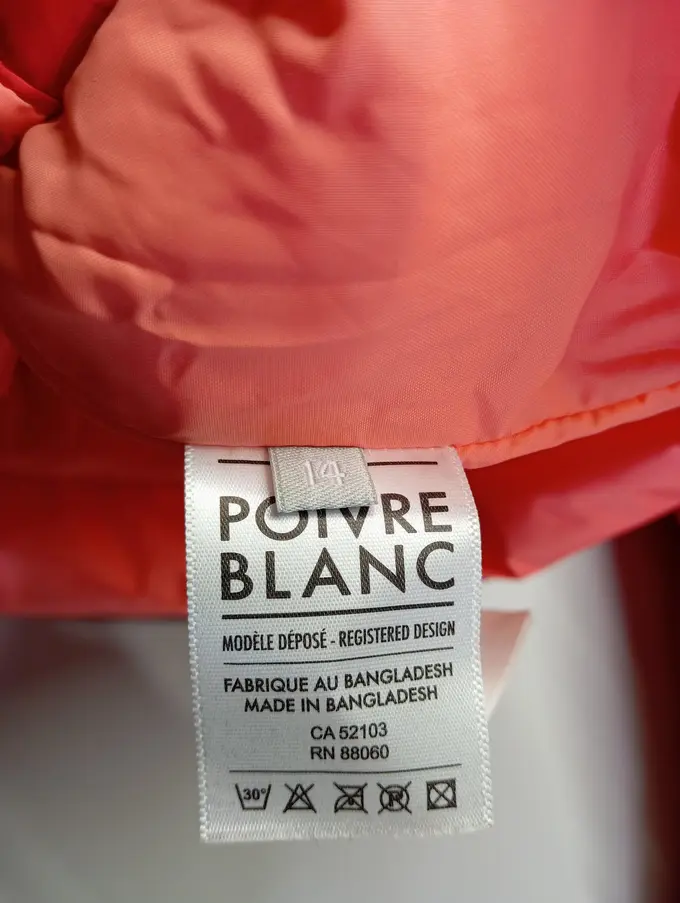 14
POIVRE
BLANC
MODÈLE DÉPOSÉ - REGISTERED DESIGN
FABRIQUE AU BANGLADESH
MADE IN BANGLADESH
CA 52103
RN 88060
30°